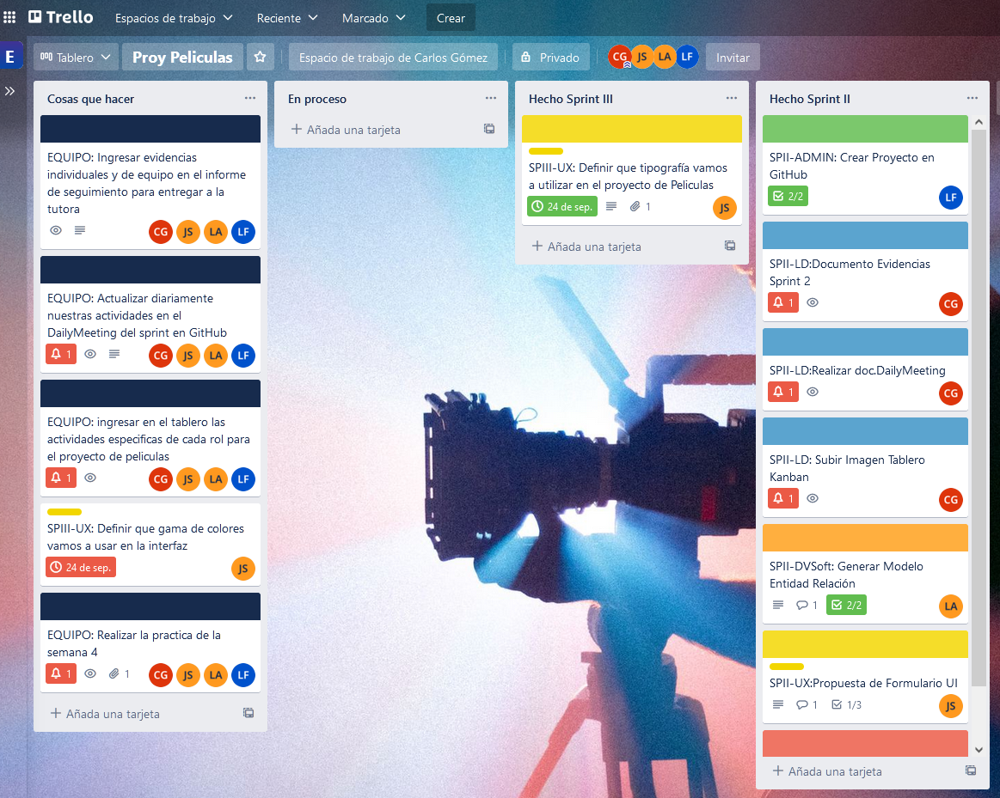 Trello
Espacios de trabajo
Reciente
Marcado
Crear
E
Tablero
Proy Peliculas
Espacio de trabajo de Carlos Gómez
Privado
CG JS LA LF
Invitar
Cosas que hacer
EQUIPO: Ingresar evidencias
individuales y de equipo en el informe
de seguimiento para entregar a la
tutora
CG JS LA LF
EQUIPO: Actualizar diariamente
nuestras actividades en el
DailyMeeting del sprint en GitHub
1
CG JS LA LF
EQUIPO: ingresar en el tablero las
actividades especificas de cada rol para
el proyecto de peliculas
1
CG JS LA LF
SPIII-UX: Definir que gama de colores
vamos a usar en la interfaz
24 de sep.
JS
EQUIPO: Realizar la practica de la
semana 4
1 1
CG JS LA LF
+ Añada una tarjeta
En proceso
+ Añada una tarjeta
Hecho Sprint III
SPIII-UX: Definir que tipografía vamos
a utilizar en el proyecto de Peliculas
24 de sep. 1
JS
+ Añada una tarjeta
Hecho Sprint II
SPII-ADMIN: Crear Proyecto en
GitHub
2/2
LF
SPII-LD:Documento Evidencias
Sprint 2
1
CG
SPII-LD:Realizar doc.DailyMeeting
1
CG
SPII-LD: Subir Imagen Tablero
Kanban
1
CG
SPII-DVSoft: Generar Modelo
Entidad Relación
1 2/2
LA
SPII-UX:Propuesta de Formulario UI
1 1/3
JS
+ Añada una tarjeta